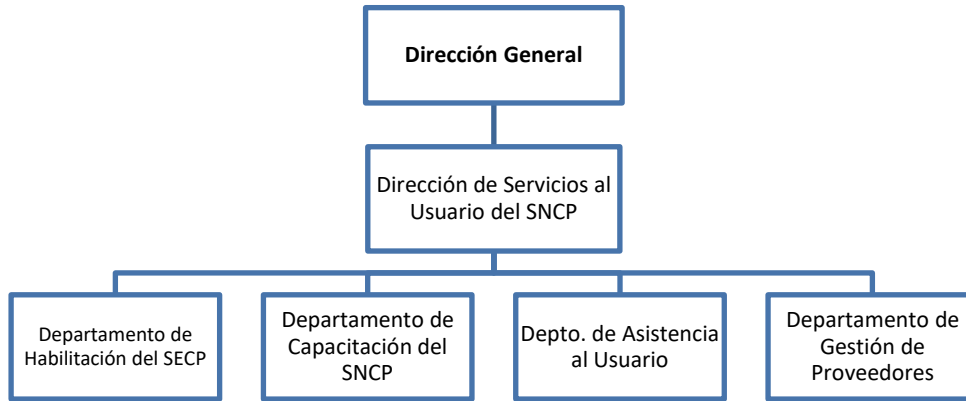 Dirección General
Dirección de Servicios al
Usuario del SNCP
Departamento de
Habilitación del SECP
Departamento de
Capacitación del
SNCP
Depto. de Asistencia
al Usuario
Departamento de
Gestión de
Proveedores